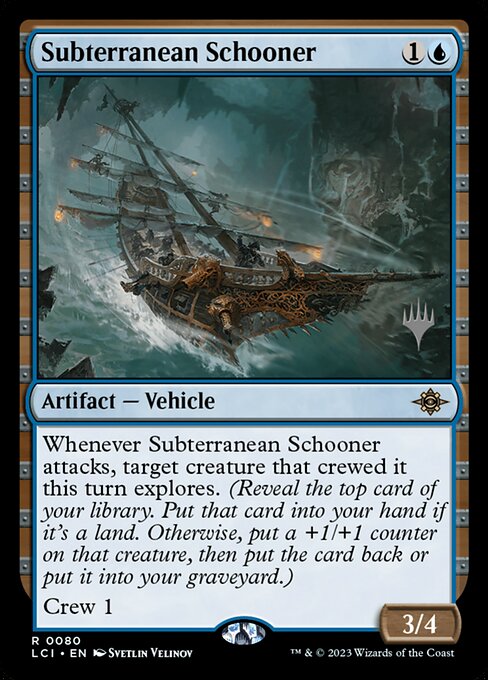 Subterranean Schooner 1
Artifact — Vehicle
Whenever Subterranean Schooner
attacks, target creature that crewed it
this turn explores. (Reveal the top card of
your library. Put that card into your hand if
it's a land. Otherwise, put a +1/+1 counter
on that creature, then put the card back or
put it into your graveyard.)
Crew 1
3/4
R 0080
LCI • EN Svetlin Velinov
™ & © 2023 Wizards of the Coast